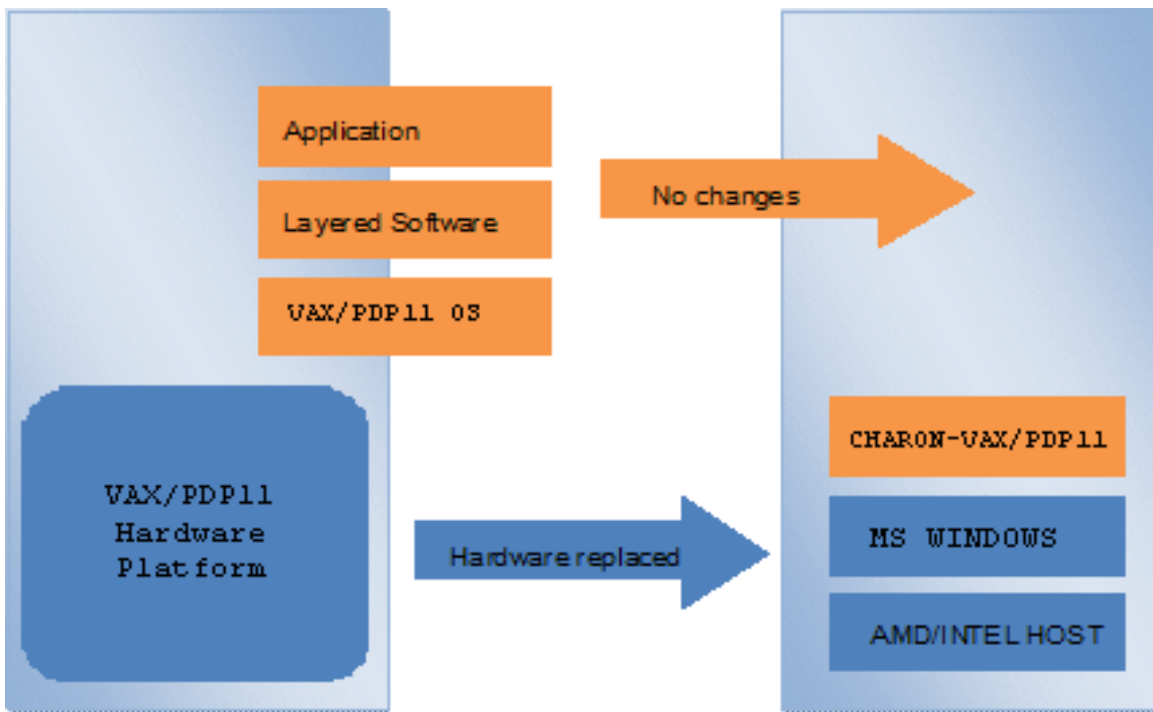 Application
Layered Software
VAX/PDP11 OS
No changes
VAX/PDP11
Hardware
Platform
Hardware replaced
CHARON-VAX/PDP11
MS WINDOWS
AMD/INTEL HOST